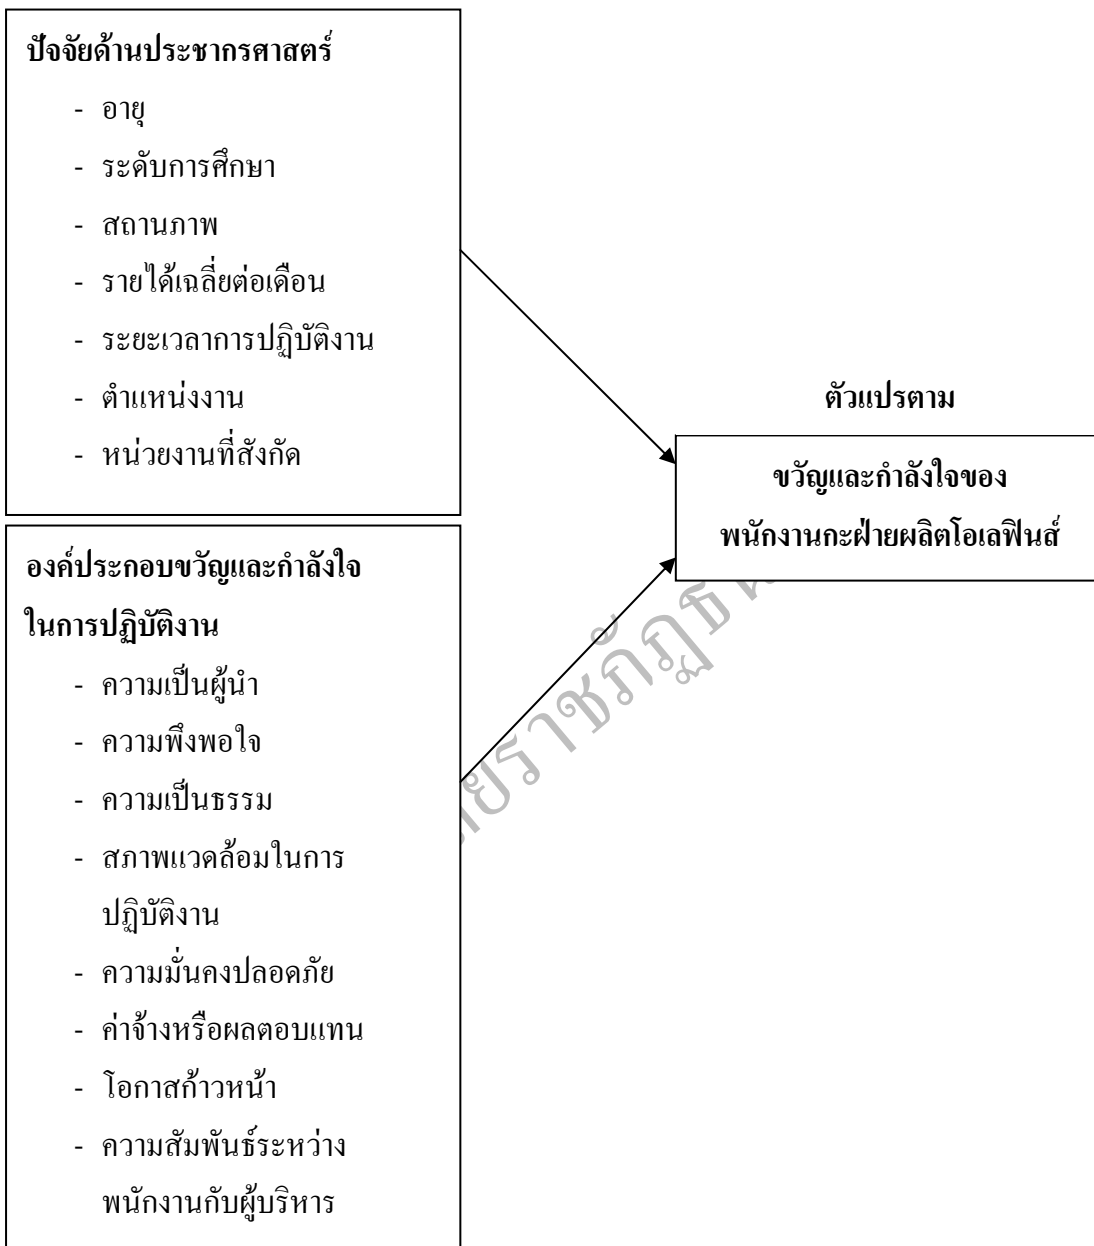 ปัจจัยด้านประชากรศาสตร์
- อายุ
- ระดับการศึกษา
- สถานภาพ
- รายได้เฉลี่ยต่อเดือน
- ระยะเวลาการปฏิบัติงาน
- ตำแหน่งงาน
- หน่วยงานที่สังกัด
องค์ประกอบขวัญและกำลังใจ
ในการปฏิบัติงาน
- ความเป็นผู้นำ
- ความพึงพอใจ
- ความเป็นธรรม
- สภาพแวดล้อมในการ
ปฏิบัติงาน
- ความมั่นคงปลอดภัย
- ค่าจ้างหรือผลตอบแทน
- โอกาสก้าวหน้า
- ความสัมพันธ์ระหว่าง
พนักงานกับผู้บริหาร
ตัวแปรตาม
ขวัญและกำลังใจของ
พนักงานกะฝ่ายผลิตโอเลฟินส์